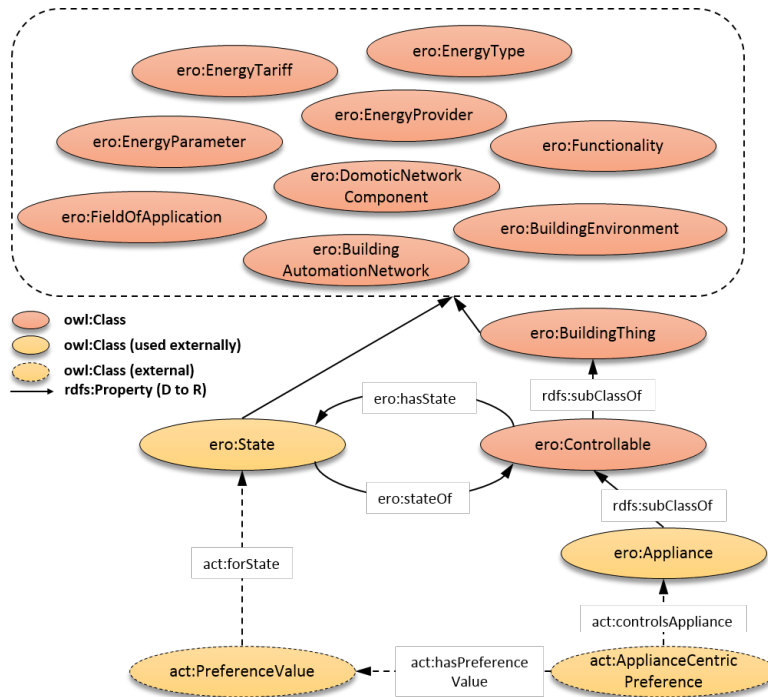 ero:EnergyType
ero:EnergyTariff
ero:EnergyProvider
ero:EnergyParameter
ero:Functionality
ero:DomoticNetwork
Component
ero:FieldOfApplication
ero:BuildingEnvironment
ero:Building
AutomationNetwork
owl:Class
owl:Class (used externally)
owl:Class (external)
rdfs:Property (D to R)
ero:BuildingThing
rdfs:subClassOf
ero:hasState
ero:State
ero:Controllable
ero:stateOf
rdfs:subClassOf
ero:Appliance
act:forState
act:controlsAppliance
act:PreferenceValue
act:hasPreference
Value
act:ApplianceCentric
Preference